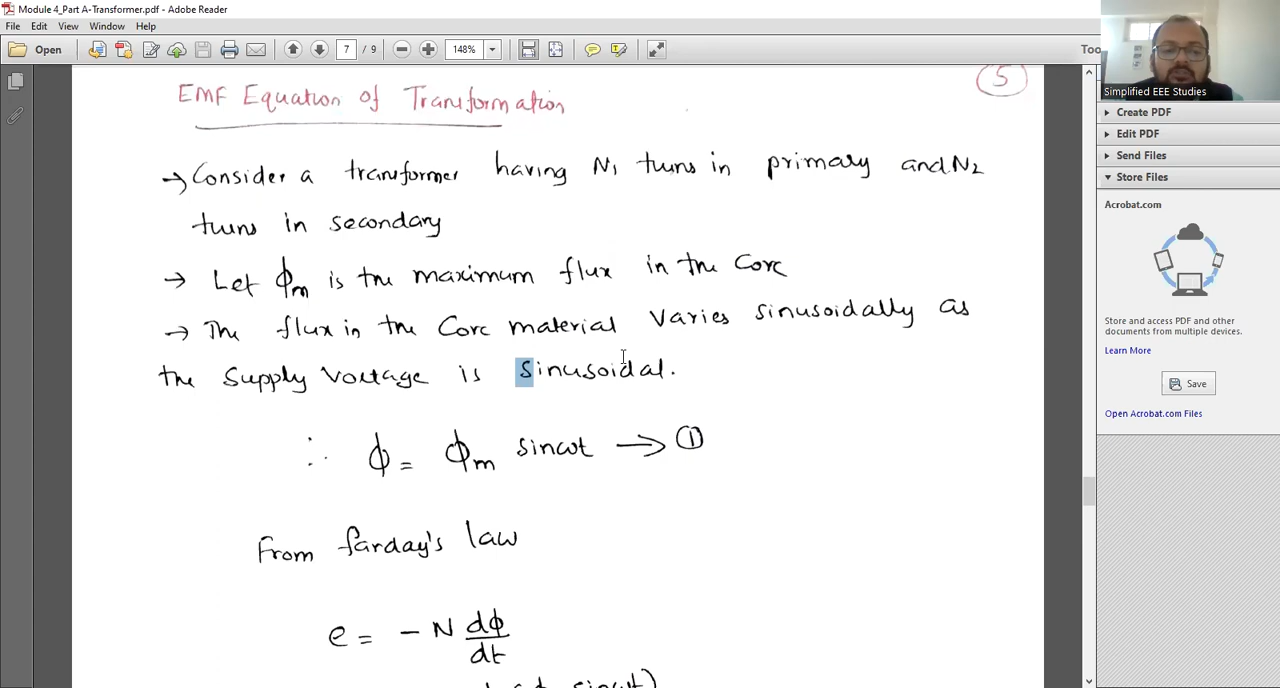 Module 4_Part A-Transformer.pdf - Adobe Reader
File Edit View Window Help
Open 7 / 9 148% Too
Simplified EEE Studies
Create PDF
Edit PDF
Send Files
Store Files
Acrobat.com
Store and access PDF and other
documents from multiple devices.
Learn More
Save
Open Acrobat.com Files
5
EMF Equation of Transformation
→ Consider a transformer having N1 turns in primary and N2
turns in secondary
→ Let ϕm is the maximum flux in the Core
→ The flux in the Core material varies sinusoidally as
the Supply Voltage is Sinusoidal.
∴ ϕ = ϕm sinωt → ①
From farday's law
e = - N dϕ/dt